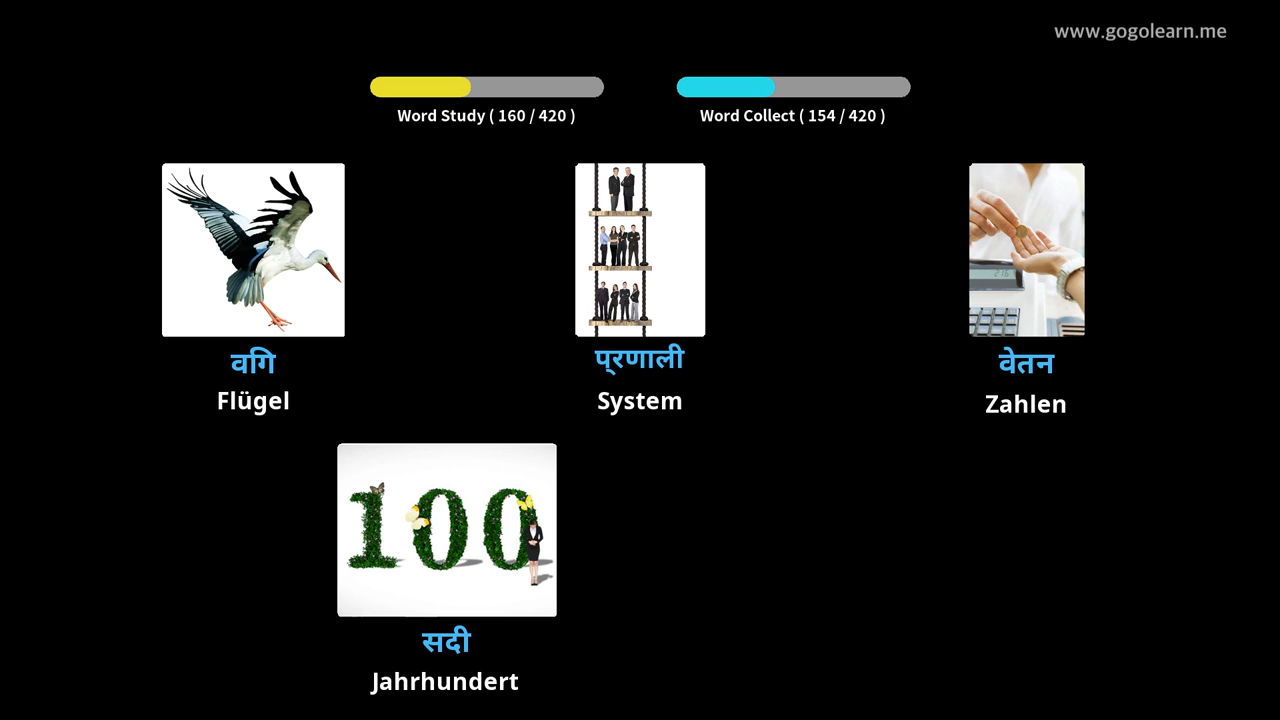 www.gogolearn.me
Word Study ( 160 / 420 )
Word Collect ( 154 / 420 )
वगि
Flügel
प्रणाली
System
वेतन
Zahlen
100
सदी
Jahrhundert